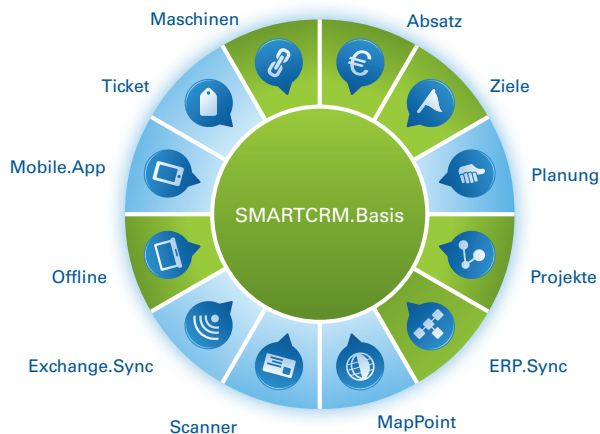 Maschinen
Absatz
Ticket
Ziele
Mobile.App
Planung
SMARTCRM.Basis
Offline
Projekte
Exchange.Sync
ERP.Sync
Scanner
MapPoint